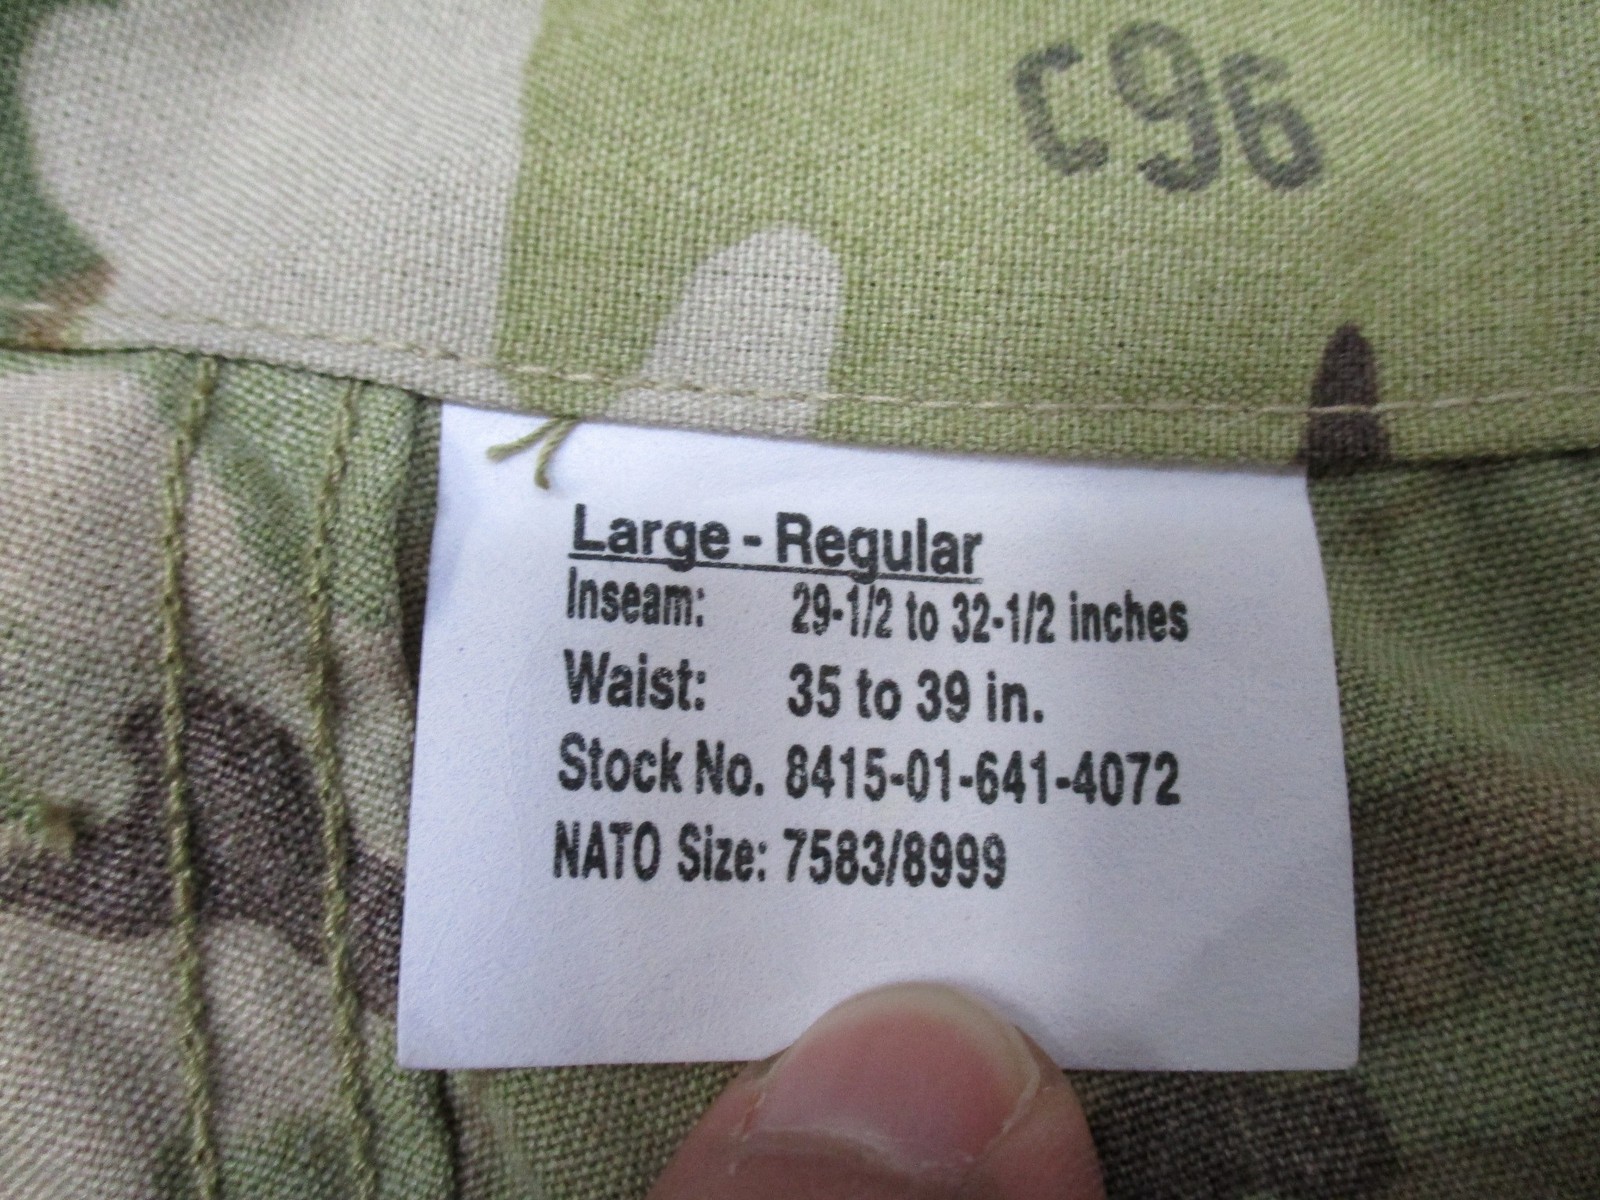 c96
Large - Regular
Inseam: 29-1/2 to 32-1/2 inches
Waist: 35 to 39 in.
Stock No. 8415-01-641-4072
NATO Size: 7583/8999